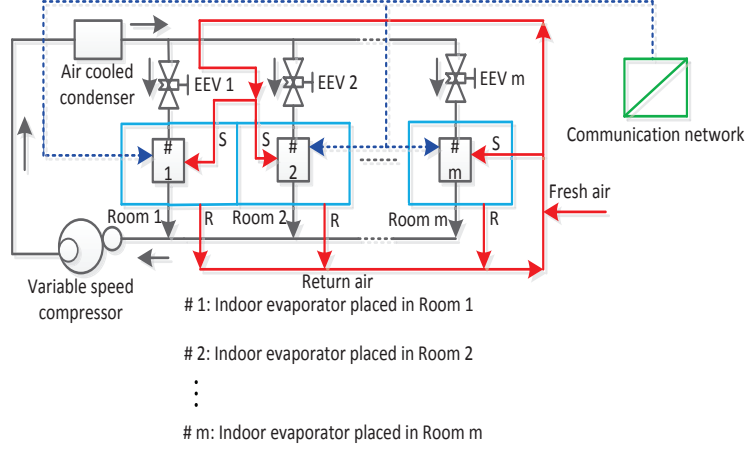 Air cooled
condenser
EEV 1
EEV 2
EEV m
Communication network
S
S
S
#
1
#
2
#
m
Fresh air
Room 1
R
Room 2
R
Room m
R
Return air
Variable speed
compressor
# 1: Indoor evaporator placed in Room 1
# 2: Indoor evaporator placed in Room 2
⋮
# m: Indoor evaporator placed in Room m